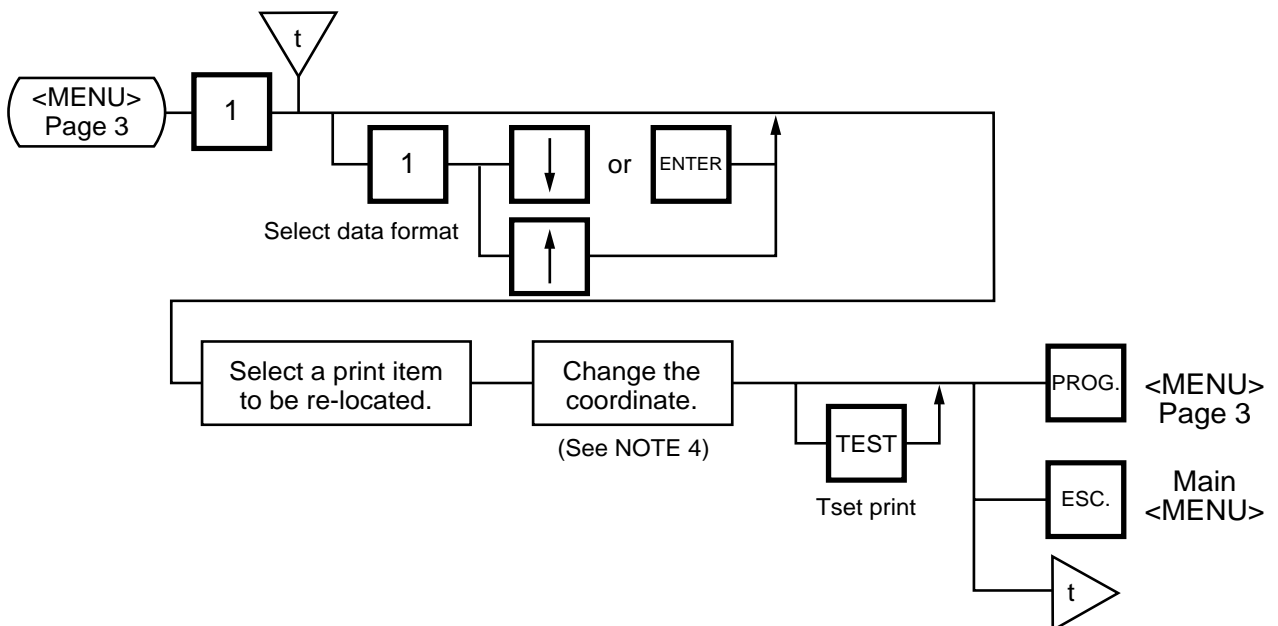 t
<MENU>
Page 3
1
1
or
ENTER
Select data format
Select a print item
to be re-located.
Change the
coordinate.
(See NOTE 4)
TEST
Tset print
PROG.
<MENU>
Page 3
ESC.
Main
<MENU>
t